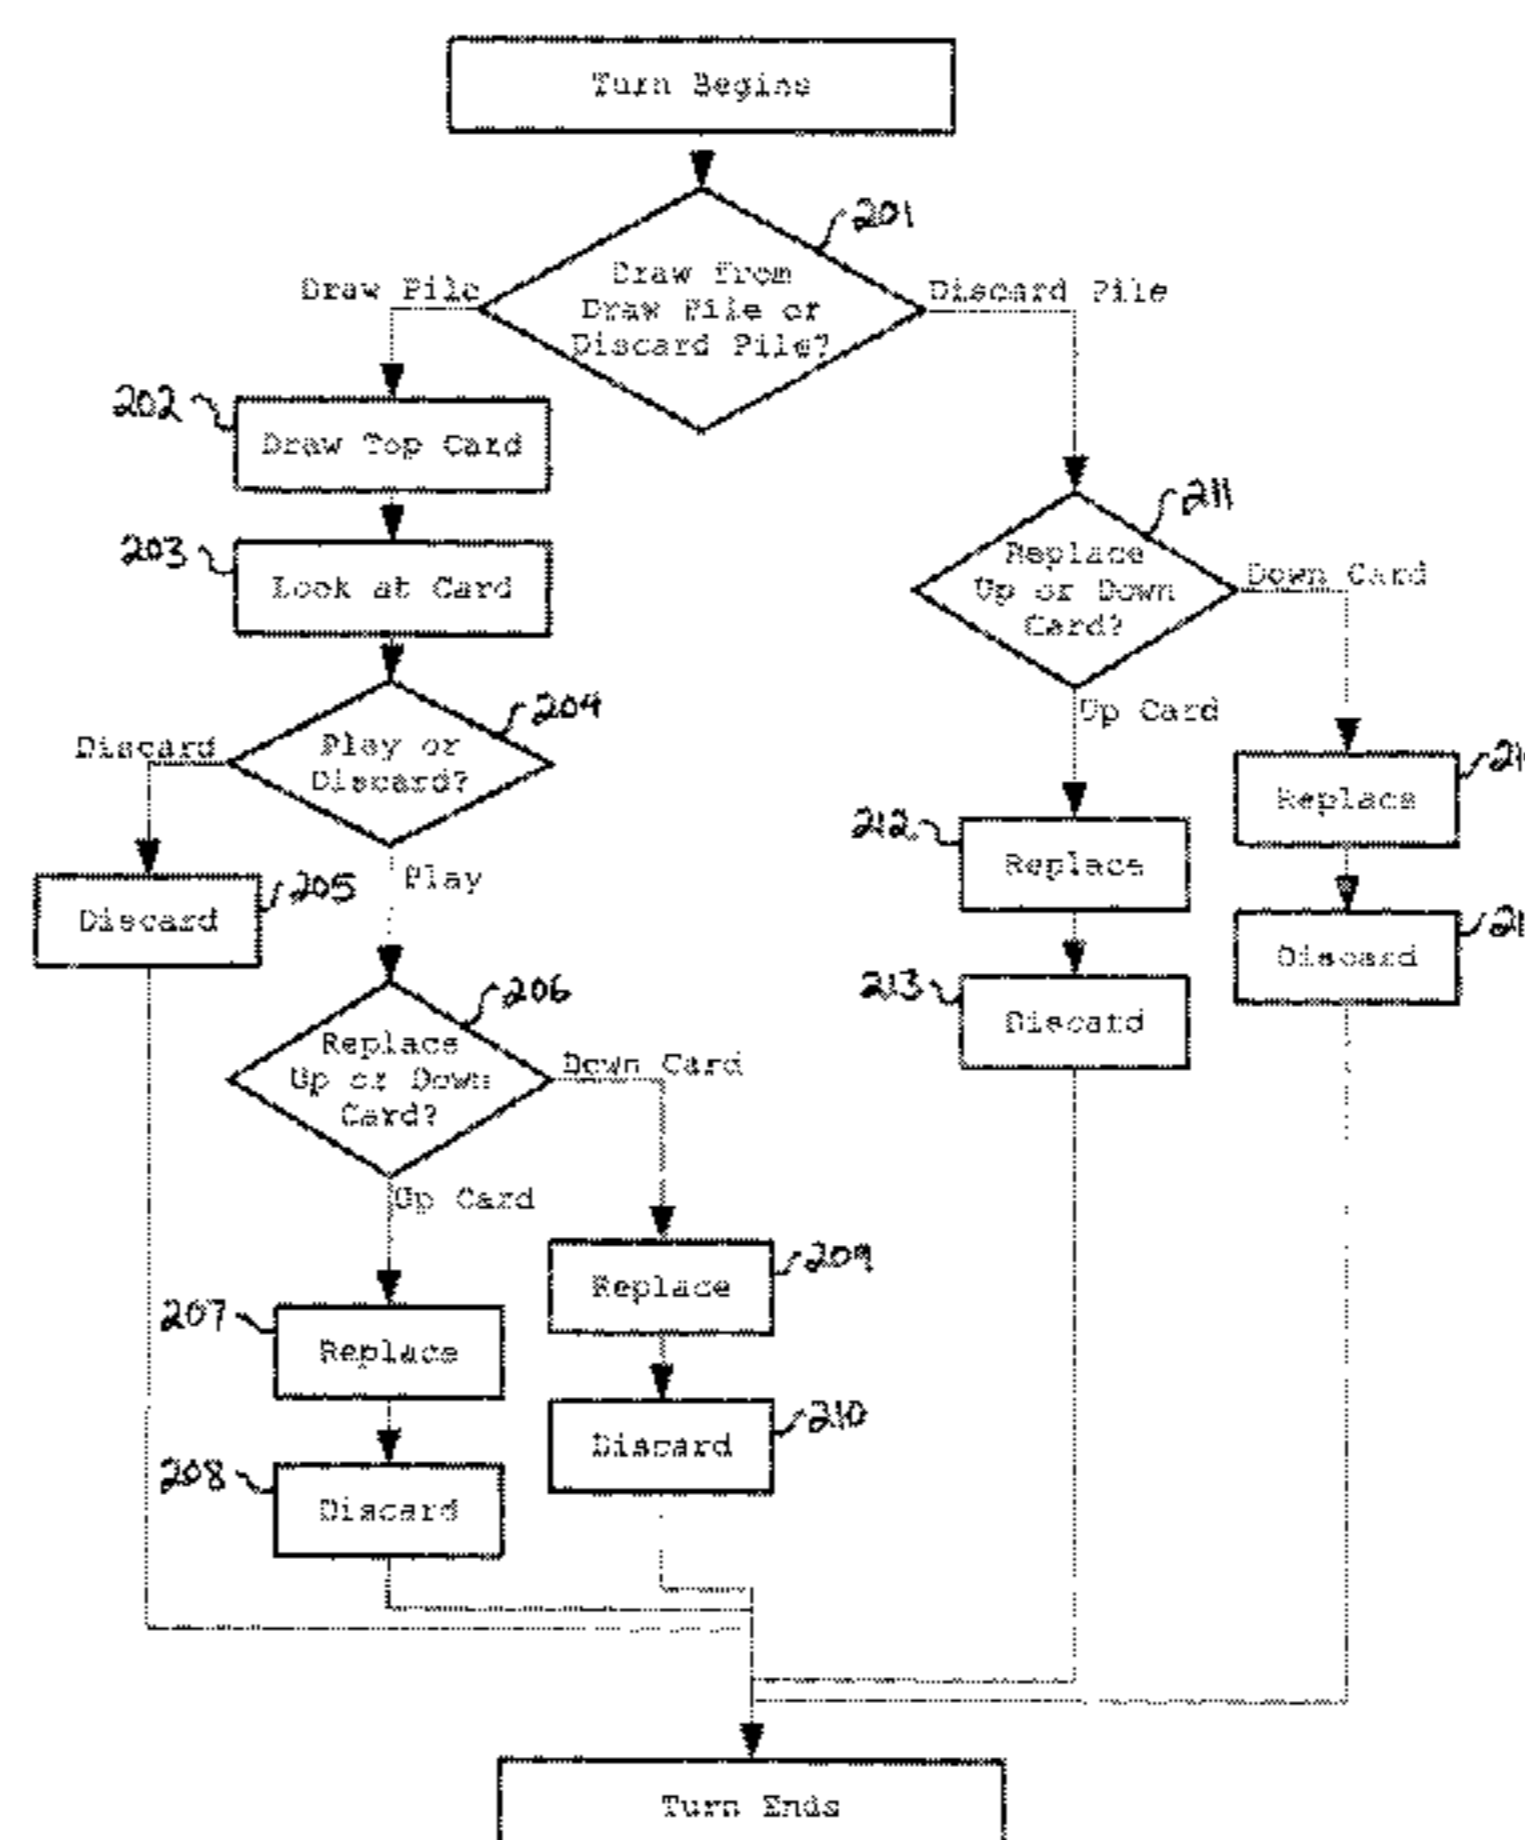 Turn Begins
201
Draw from
Draw Pile or
Discard Pile?
Draw Pile
Discard Pile
202
Draw Top Card
203
Look at Card
211
Replace
Up or Down
Card?
Down Card
Up Card
204
Play or
Discard?
Discard
Play
205
Discard
212
Replace
Replace
213
Discard
Discard
206
Replace
Up or Down
Card?
Down Card
Up Card
207
Replace
209
Replace
208
Discard
210
Discard
Turn Ends